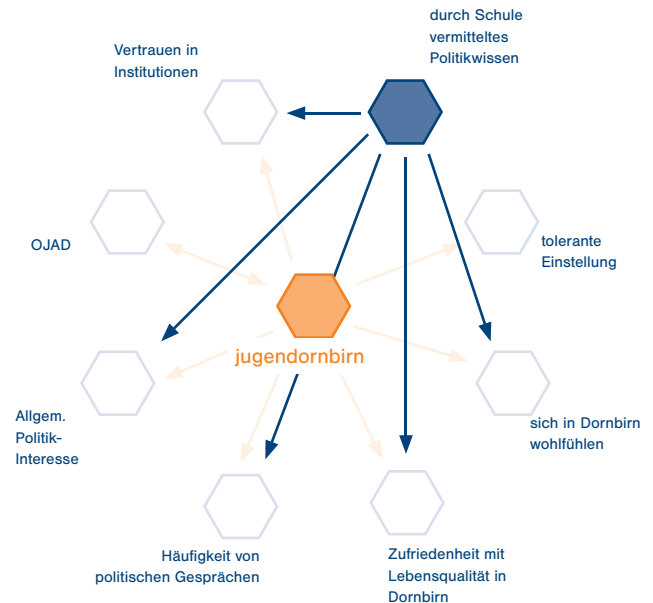 durch Schule
vermitteltes
Politikwissen
Vertrauen in
Institutionen
OJAD
tolerante
Einstellung
jugendornbirn
Allgem.
Politik-
Interesse
sich in Dornbirn
wohlfühlen
Häufigkeit von
politischen Gesprächen
Zufriedenheit mit
Lebensqualität in
Dornbirn